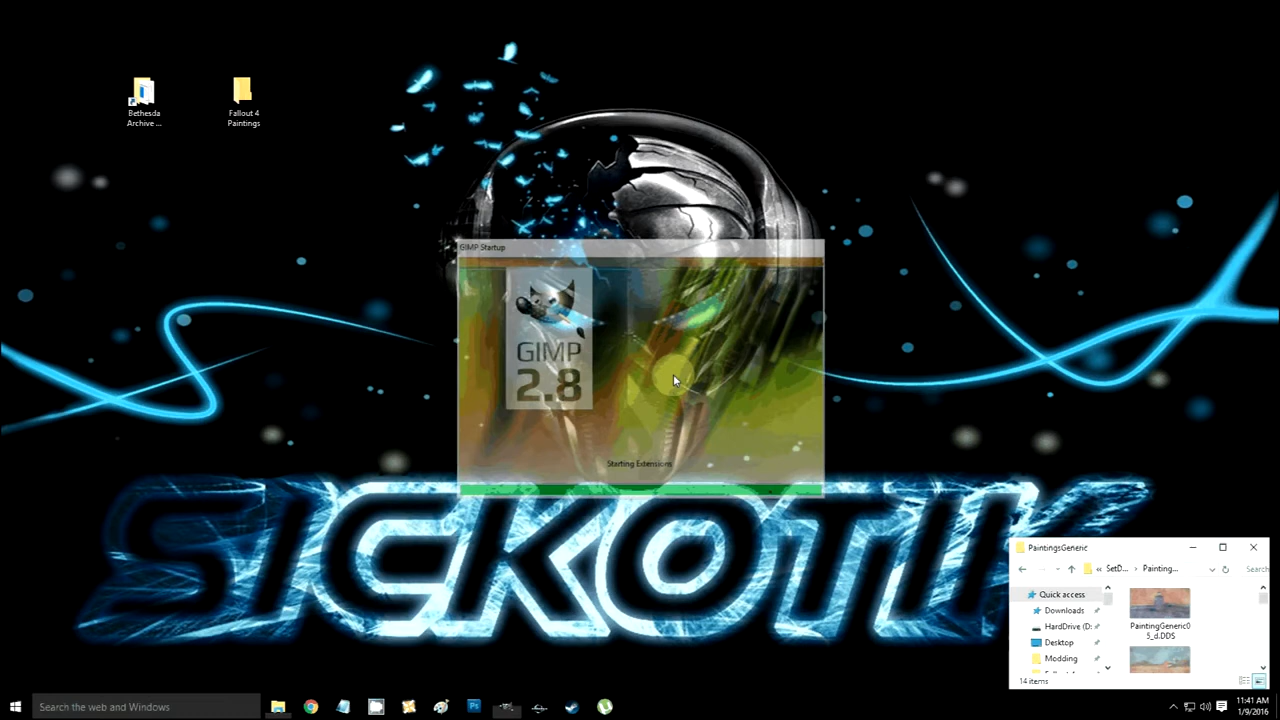 Bethesda
Archive ...
Fallout 4
Paintings
GIMP Startup
GIMP
2.8
Starting Extensions
SICKOTIK
PaintingsGeneric
« SetD... › Painting...
Search
Quick access
Downloads
HardDrive (D:
Desktop
Modding
PaintingGeneric0
5_d.DDS
14 items
Search the web and Windows
Ps
11:41 AM
1/9/2016